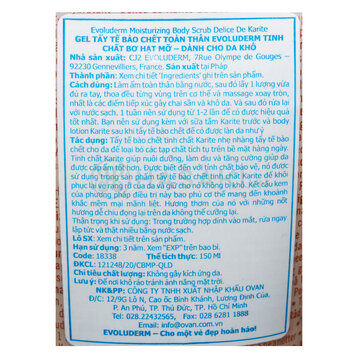 Evoluderm Moisturizing Body Scrub Delice De Karite
GEL TẨY TẾ BÀO CHẾT TOÀN THÂN EVOLUDERM TINH
CHẤT BƠ HẠT MỠ – DÀNH CHO DA KHÔ
Nhà sản xuất: CJ2 EVOLUDERM, 7Rue Olympe de Gouges –
92230 Gennevilliers, France. Sản xuất tại Pháp
Thành phần: Xem chi tiết 'Ingredients' ghi trên sản phẩm.
Cách dùng: Làm ẩm toàn thân bằng nước, sau đó lấy 1 lượng vừa
đủ ra tay, thoa đều từng vùng trên cơ thể và massage xoay tròn,
nhất là các điểm tiếp xúc gây chai sần và khô da. Và sau đó rửa lại
với nước sạch. 1 tuần nên sử dụng từ 1-2 lần để có được hiệu quả
tốt nhất. Bạn nên sử dụng kèm với sữa tắm Karite trước và body
lotion Karite sau khi tẩy tế bào chết để có được làn da như ý
Tác dụng: Tẩy tế bào chết tinh chất Karite nhẹ nhàng tẩy tế bào
chết cho da để loại bỏ các tạp chất tích tụ trên bề mặt hàng ngày.
Tinh chất Karite giúp nuôi dưỡng, làm dịu và tăng cường giúp da
được cấp ẩm tốt hơn. Được biết đến với tính chất bảo vệ, nó được
sử dụng trong sản phẩm tẩy tế bào chết tinh chất Karite để khôi
phục lại sự mịn màng của da và giữ cho nó không bị khô. Kết cấu kem
của phương pháp điều trị này bao phủ cơ thể mang đến khoảnh
khắc mềm mại mãnh liệt. Hương thơm của nó với những nốt
hương dễ chịu đọng lại trên da không thể cưỡng lại.
Thận trọng khi sử dụng: Trong trường hợp dính vào mắt, rửa ngay
lập tức và thật nhiều bằng nước sạch.
Lô SX: Xem chi tiết trên sản phẩm.
Hạn sử dụng: 3 năm. Xem "EXP" trên bao bì.
Code: 18338 Thể tích thực: 150 Ml
ĐKCL: 121248/20/CBMP-QLD
Chỉ tiêu chất lượng: Không gây kích ứng da.
Lưu ý: Để nơi khô ráo tránh ánh nắng mặt trời.
NK&PP: CÔNG TY TNHH XUẤT NHẬP KHẨU OVAN
Đ/C: 12/9G Lô N, Cao ốc Bình Khánh, Lương Định Của,
P. An Phú, TP. Thủ Đức, TP. Hồ Chí Minh
Tel: 028.22432565, Fax: 028 6281 1888
Email: info@ovan.com.vn
EVOLUDERM – Cho một vẻ đẹp hoàn hảo!